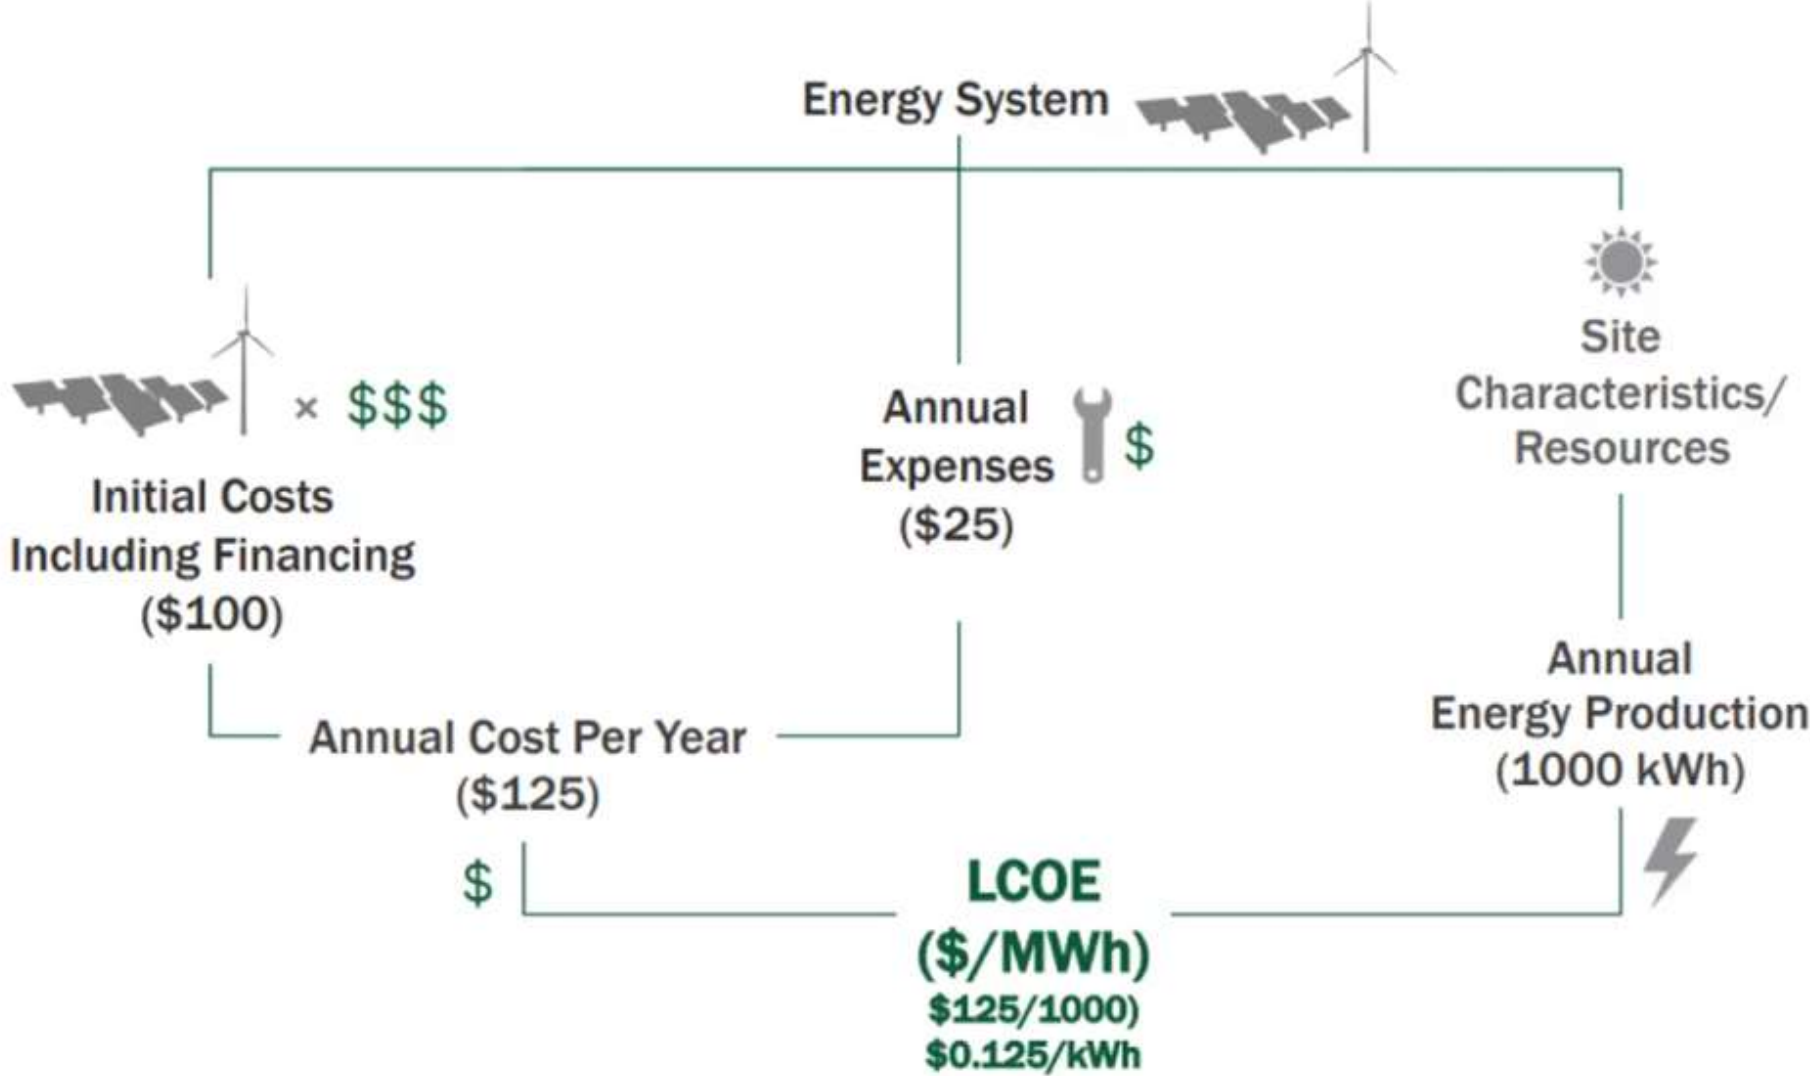 Energy System
× $$$
Initial Costs
Including Financing
($100)
Annual
Expenses
($25)
$
Site
Characteristics/
Resources
Annual Cost Per Year
($125)
$
Annual
Energy Production
(1000 kWh)
LCOE
($/MWh)
$125/1000)
$0.125/kWh